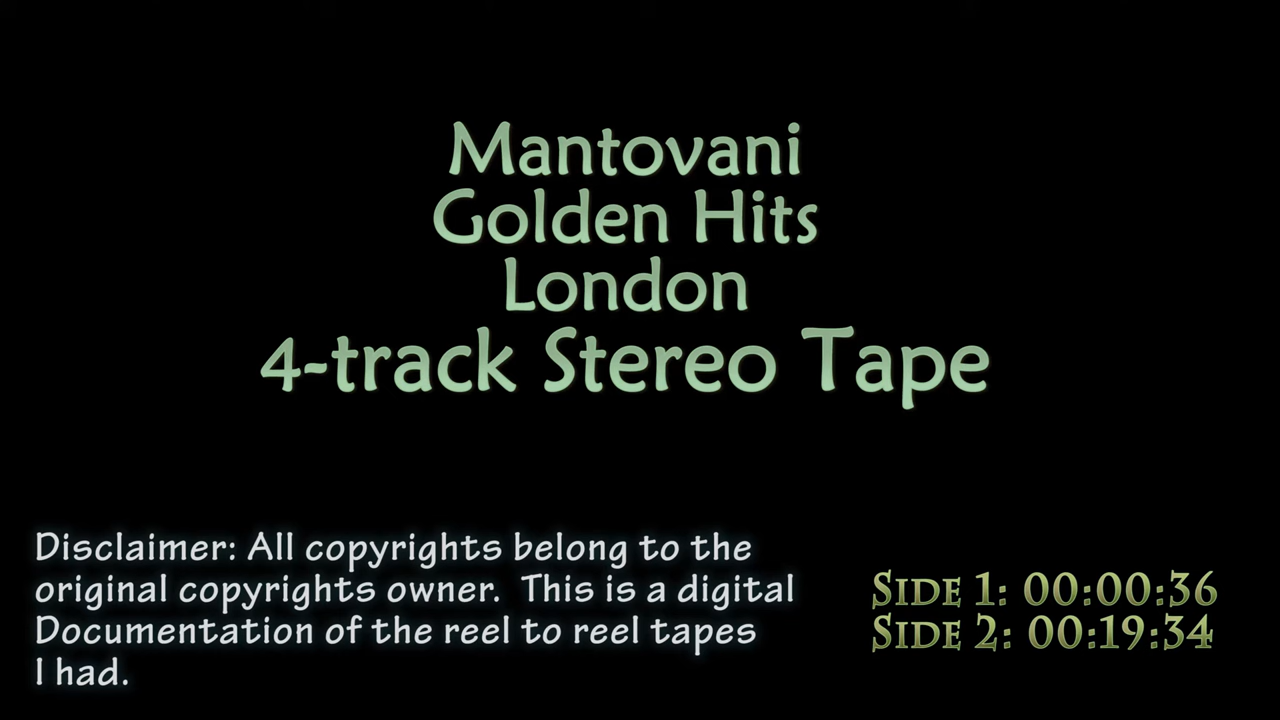 Mantovani
Golden Hits
London
4-track Stereo Tape
Disclaimer: All copyrights belong to the
original copyrights owner. This is a digital
Documentation of the reel to reel tapes
I had.
Side 1: 00:00:36
Side 2: 00:19:34